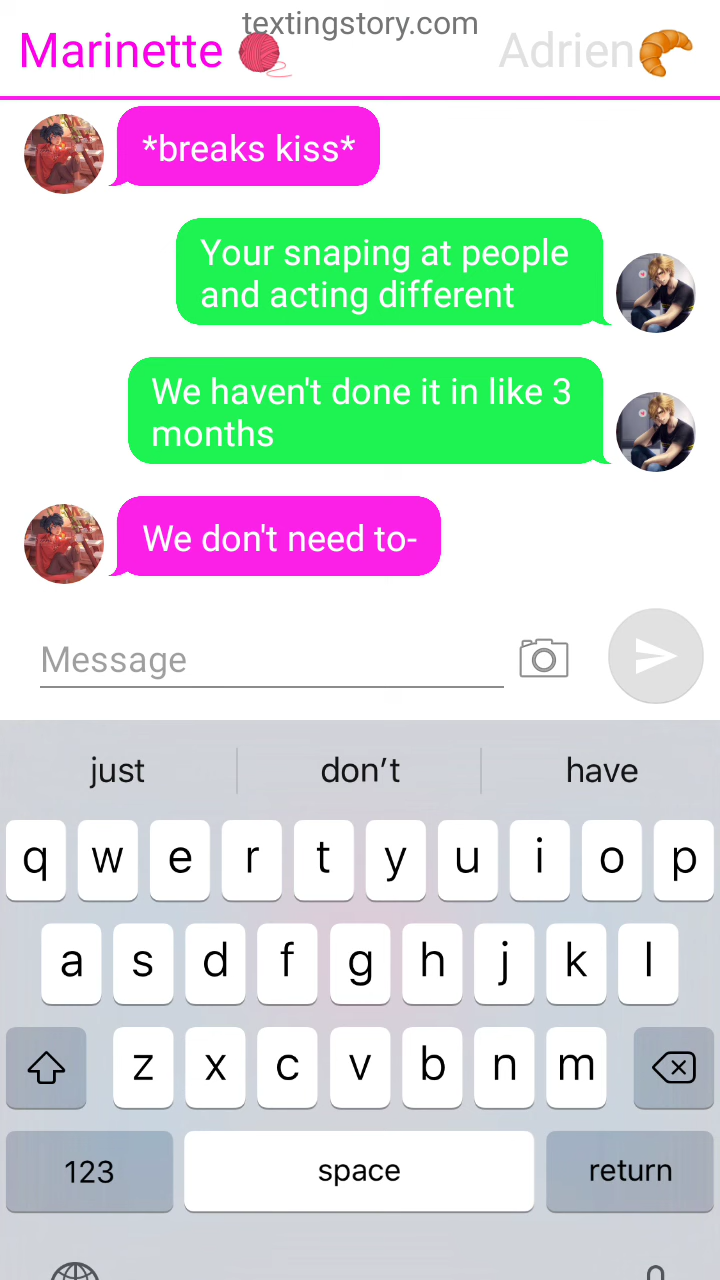 textingstory.com
Marinette
Adrien
*breaks kiss*
Your snaping at people
and acting different
We haven't done it in like 3
months
We don't need to-
Message
just don't have
q w e r t y u i o p
a s d f g h j k l
z x c v b n m
123 space return